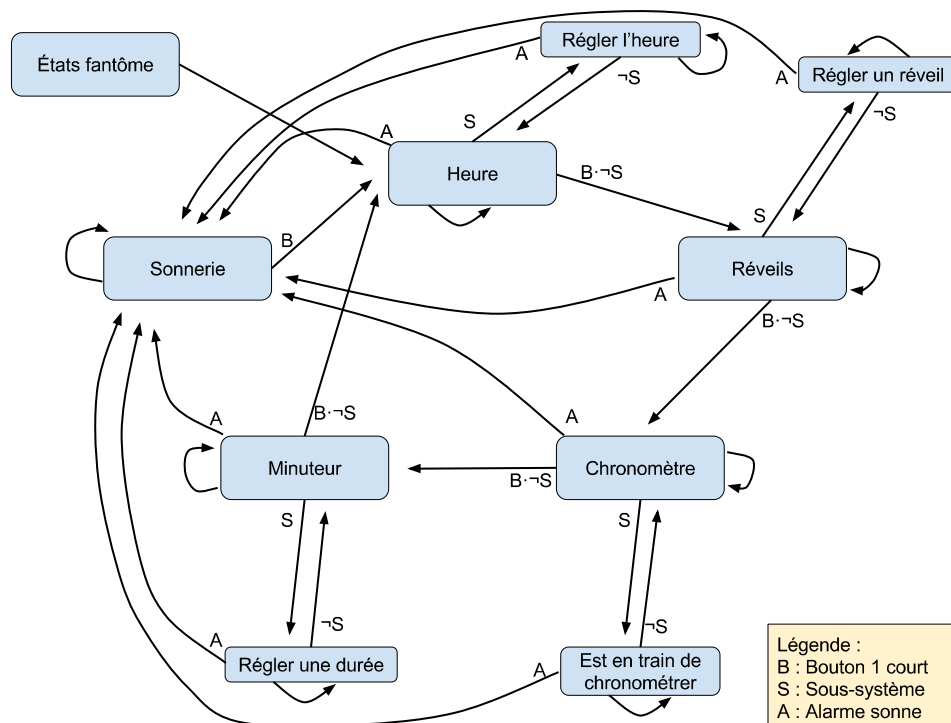 Régler l'heure
A
¬S
États fantôme
Régler un réveil
A
¬S
A
S
Heure
B·¬S
S
B
Sonnerie
Réveils
A
B·¬S
A
B·¬S
A
Minuteur
Chronomètre
B·¬S
S
S
¬S
¬S
A
Régler une durée
A
Est en train de
chronométrer
Légende :
B : Bouton 1 court
S : Sous-système
A : Alarme sonne